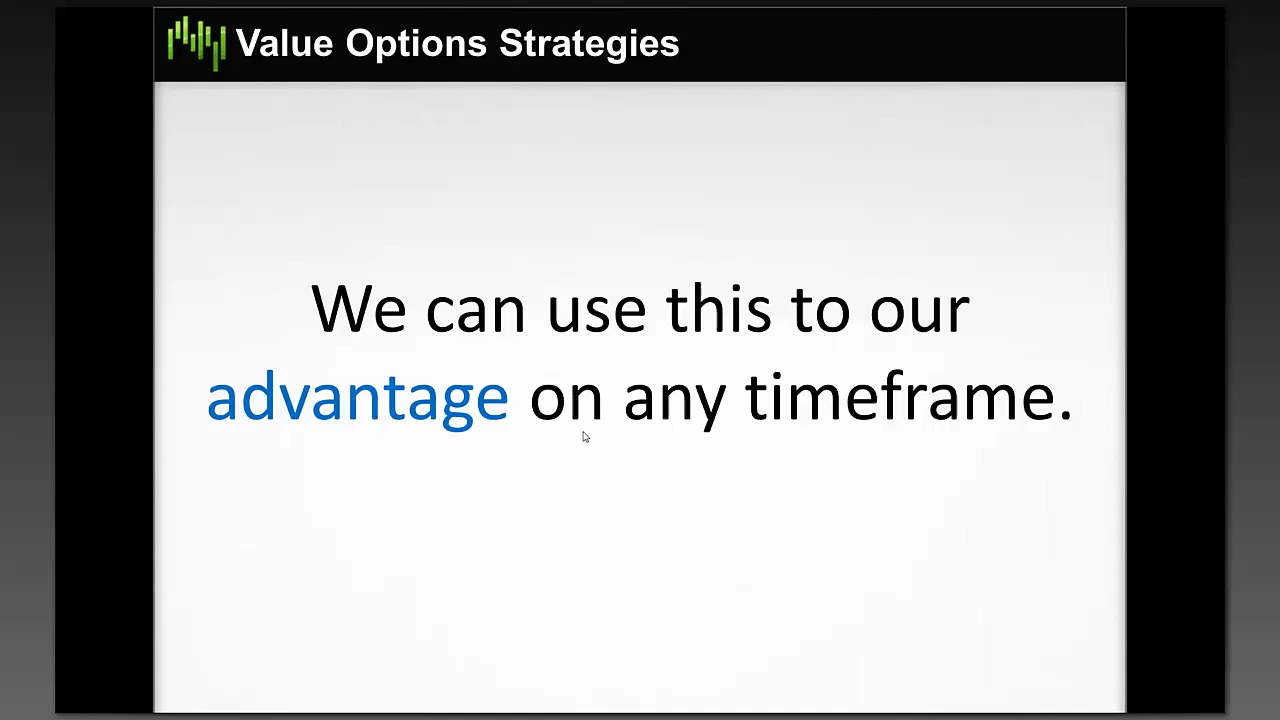 Value Options Strategies
We can use this to our
advantage on any timeframe.